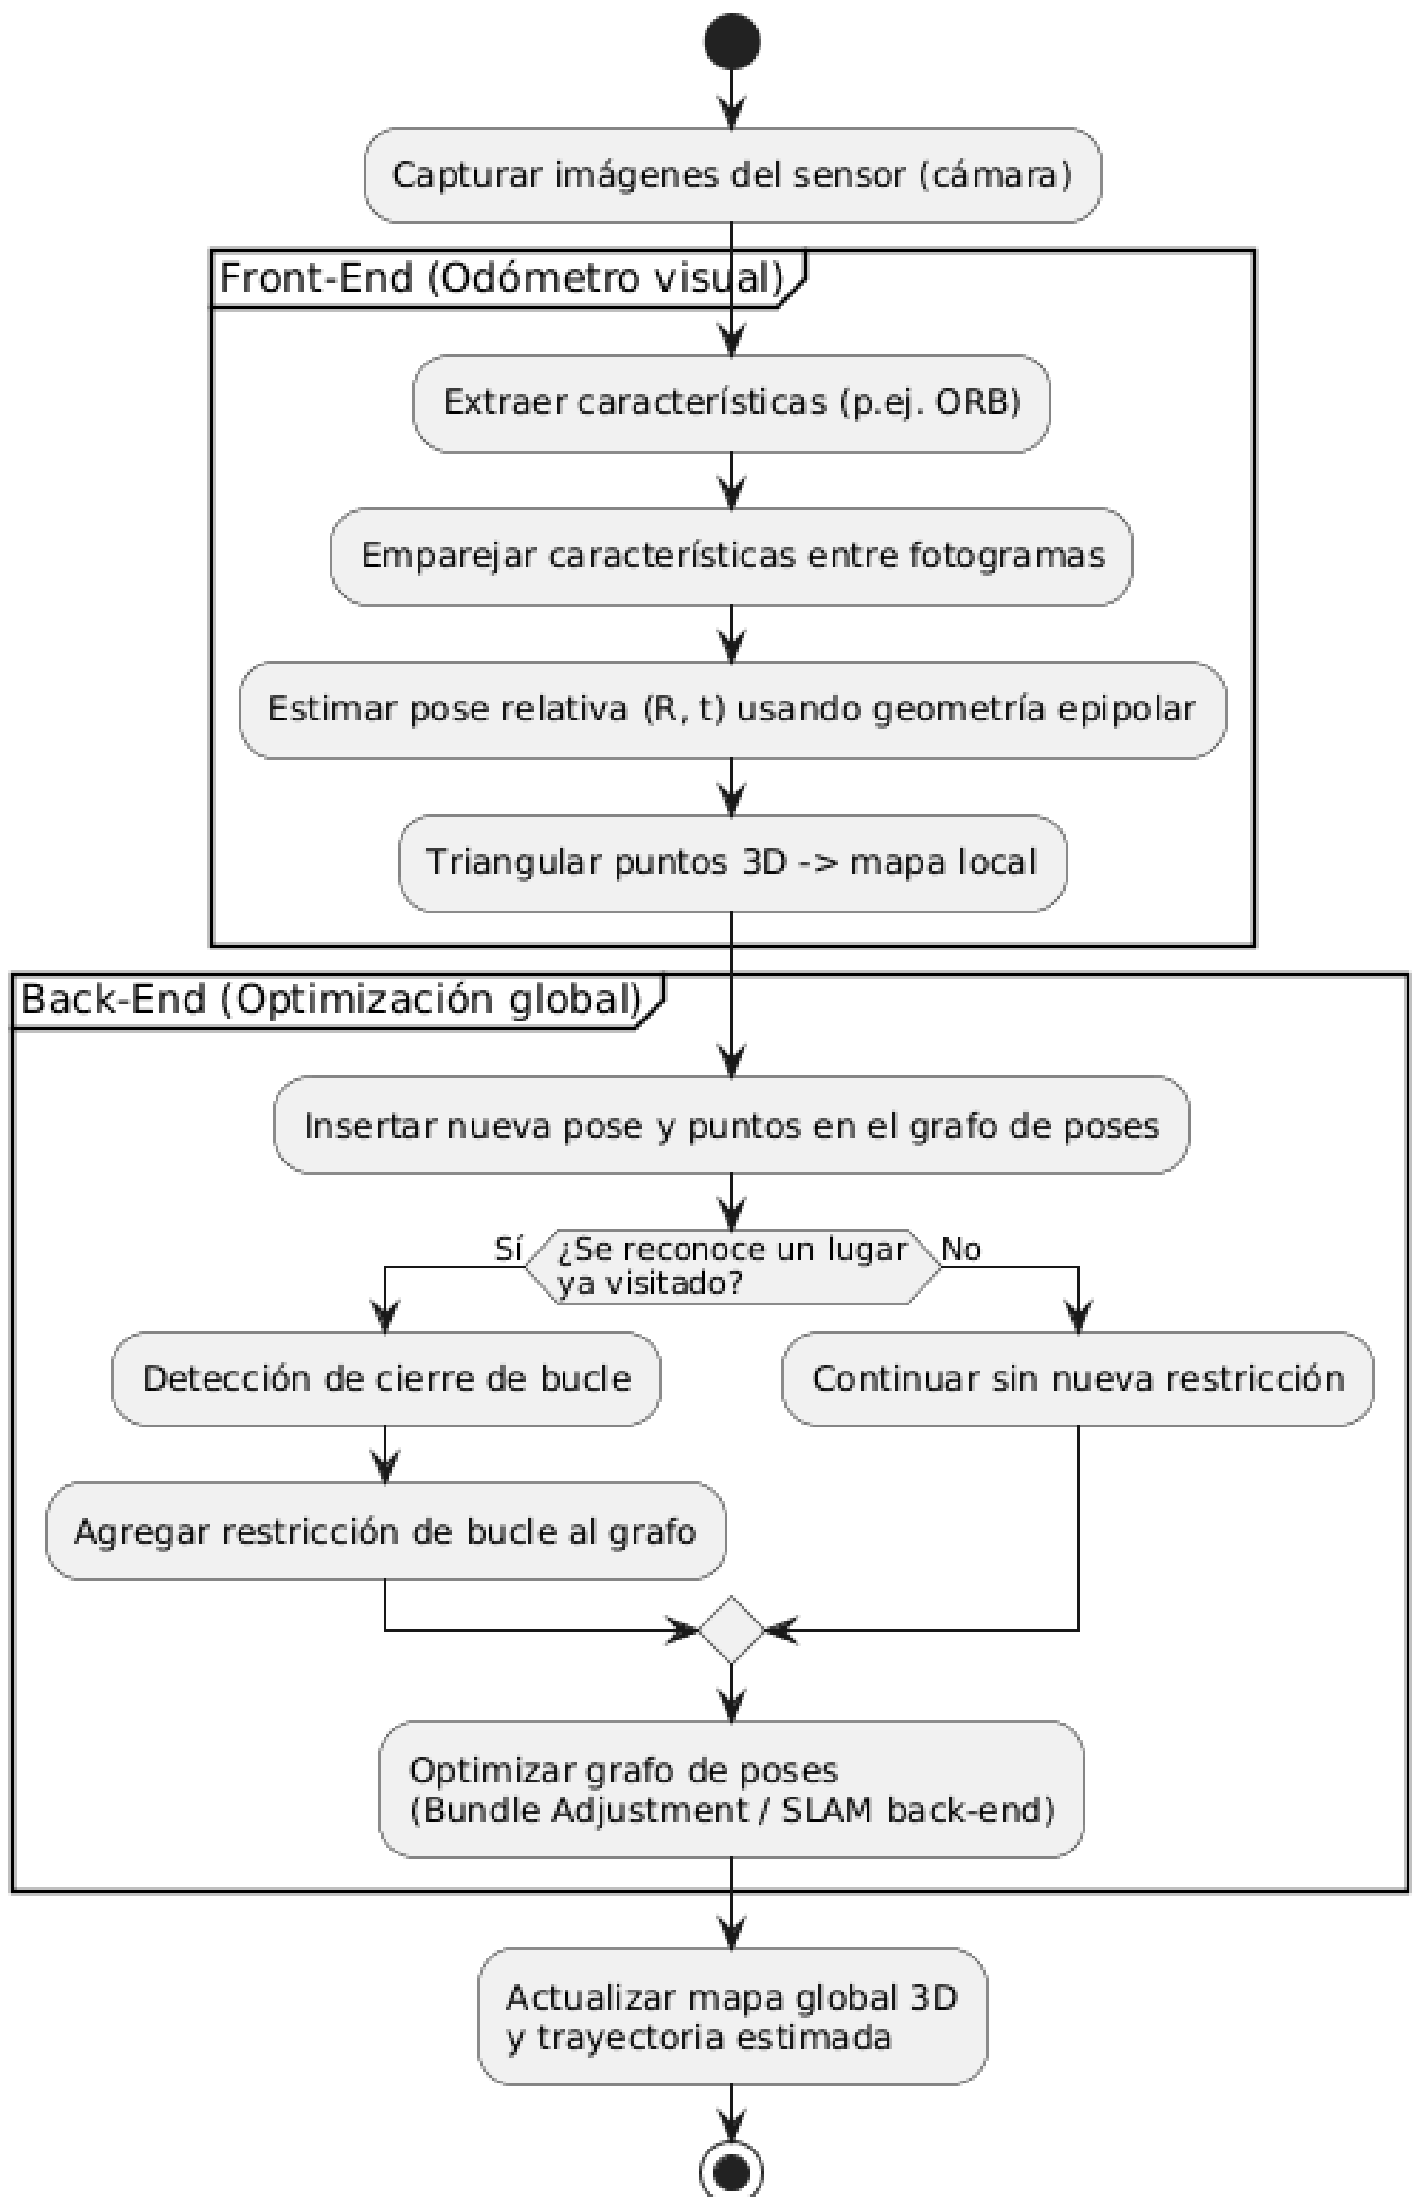 Capturar imágenes del sensor (cámara)
Front-End (Odómetro visual)
Extraer características (p.ej. ORB)
Emparejar características entre fotogramas
Estimar pose relativa (R, t) usando geometría epipolar
Triangular puntos 3D -> mapa local
Back-End (Optimización global)
Insertar nueva pose y puntos en el grafo de poses
Sí
¿Se reconoce un lugar
ya visitado?
No
Detección de cierre de bucle
Continuar sin nueva restricción
Agregar restricción de bucle al grafo
Optimizar grafo de poses
(Bundle Adjustment / SLAM back-end)
Actualizar mapa global 3D
y trayectoria estimada